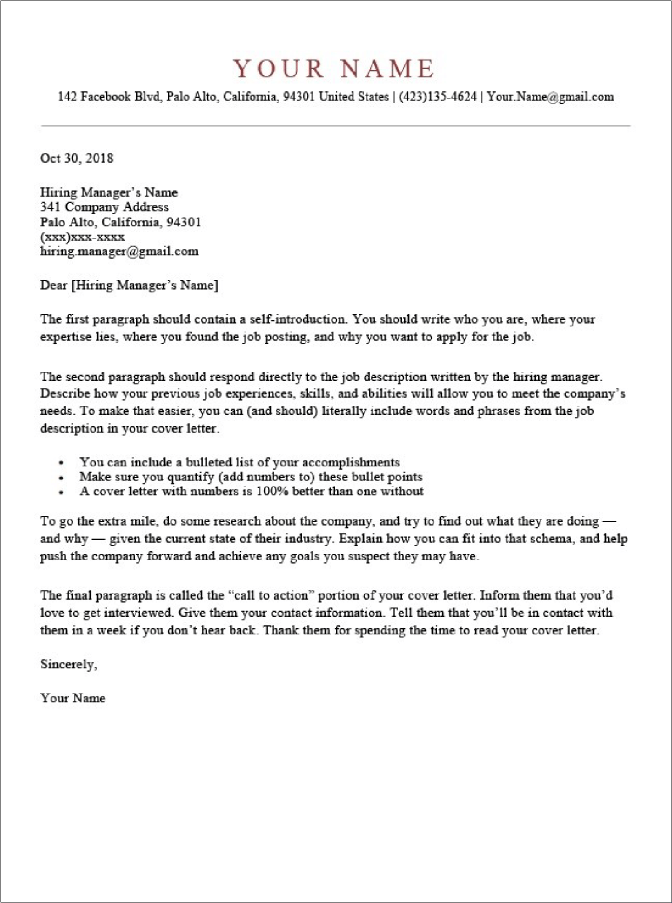 YOUR NAME
142 Facebook Blvd, Palo Alto, California, 94301 United States | (423)135-4624 | Your.Name@gmail.com
Oct 30, 2018
Hiring Manager’s Name
341 Company Address
Palo Alto, California, 94301
(xxx)xxx-xxxx
hiring.manager@gmail.com
Dear [Hiring Manager’s Name]
The first paragraph should contain a self-introduction. You should write who you are, where your
expertise lies, where you found the job posting, and why you want to apply for the job.
The second paragraph should respond directly to the job description written by the hiring manager.
Describe how your previous job experiences, skills, and abilities will allow you to meet the company’s
needs. To make that easier, you can (and should) literally include words and phrases from the job
description in your cover letter.
• You can include a bulleted list of your accomplishments
• Make sure you quantify (add numbers to) these bullet points
• A cover letter with numbers is 100% better than one without
To go the extra mile, do some research about the company, and try to find out what they are doing —
and why — given the current state of their industry. Explain how you can fit into that schema, and help
push the company forward and achieve any goals you suspect they may have.
The final paragraph is called the “call to action” portion of your cover letter. Inform them that you’d
love to get interviewed. Give them your contact information. Tell them that you’ll be in contact with
them in a week if you don’t hear back. Thank them for spending the time to read your cover letter.
Sincerely,
Your Name